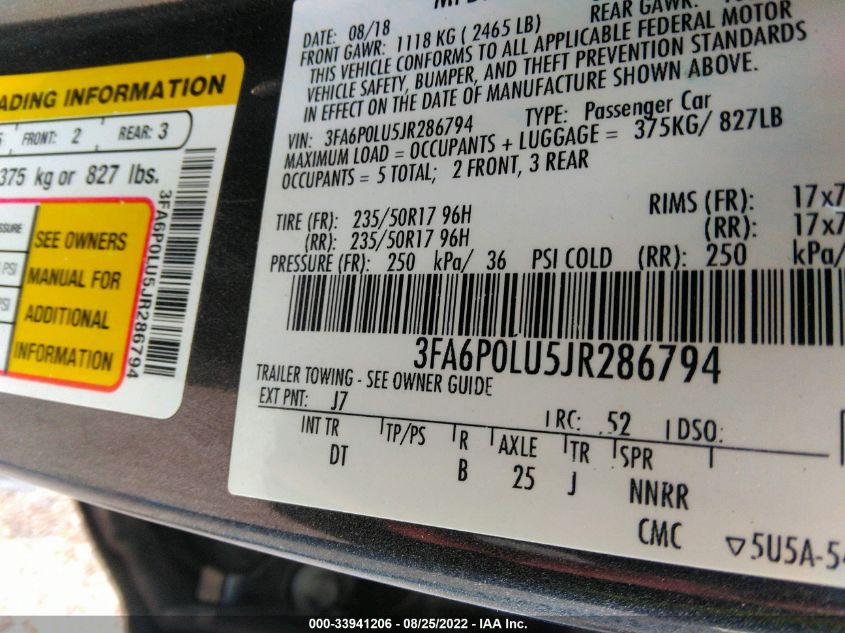 ADING INFORMATION
FRONT: 2 REAR: 3
375 kg or 827 lbs.
SEE OWNERS
MANUAL FOR
ADDITIONAL
INFORMATION
PSI
3FA6P0LU5JR286794
DATE: 08/18
FRONT GAWR: 1118 KG ( 2465 LB) REAR GAWR:
THIS VEHICLE CONFORMS TO ALL APPLICABLE FEDERAL MOTOR
VEHICLE SAFETY, BUMPER, AND THEFT PREVENTION STANDARDS
IN EFFECT ON THE DATE OF MANUFACTURE SHOWN ABOVE.
VIN: 3FA6P0LU5JR286794 TYPE: Passenger Car
MAXIMUM LOAD = OCCUPANTS + LUGGAGE = 375KG/ 827LB
OCCUPANTS = 5 TOTAL; 2 FRONT, 3 REAR
TIRE (FR): 235/50R17 96H RIMS (FR): 17x7
(RR): 235/50R17 96H (RR): 17x7
PRESSURE (FR): 250 kPa/ 36 PSI COLD (RR): 250 kPa/
3FA6P0LU5JR286794
TRAILER TOWING - SEE OWNER GUIDE
EXT PNT: J7 RC: 52 DSO:
INT TR TP/PS R AXLE TR SPR
DT B 25 J NNRR
CMC ▽5U5A-54
000-33941206 - 08/25/2022 - IAA Inc.